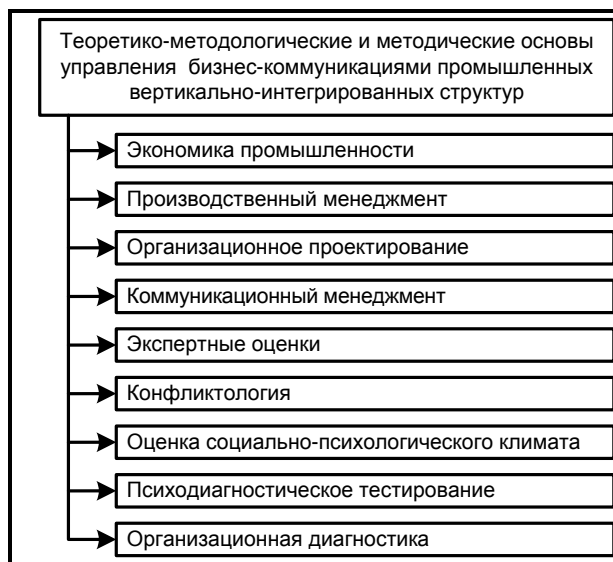 Теоретико-методологические и методические основы
управления бизнес-коммуникациями промышленных
вертикально-интегрированных структур
Экономика промышленности
Производственный менеджмент
Организационное проектирование
Коммуникационный менеджмент
Экспертные оценки
Конфликтология
Оценка социально-психологического климата
Психодиагностическое тестирование
Организационная диагностика